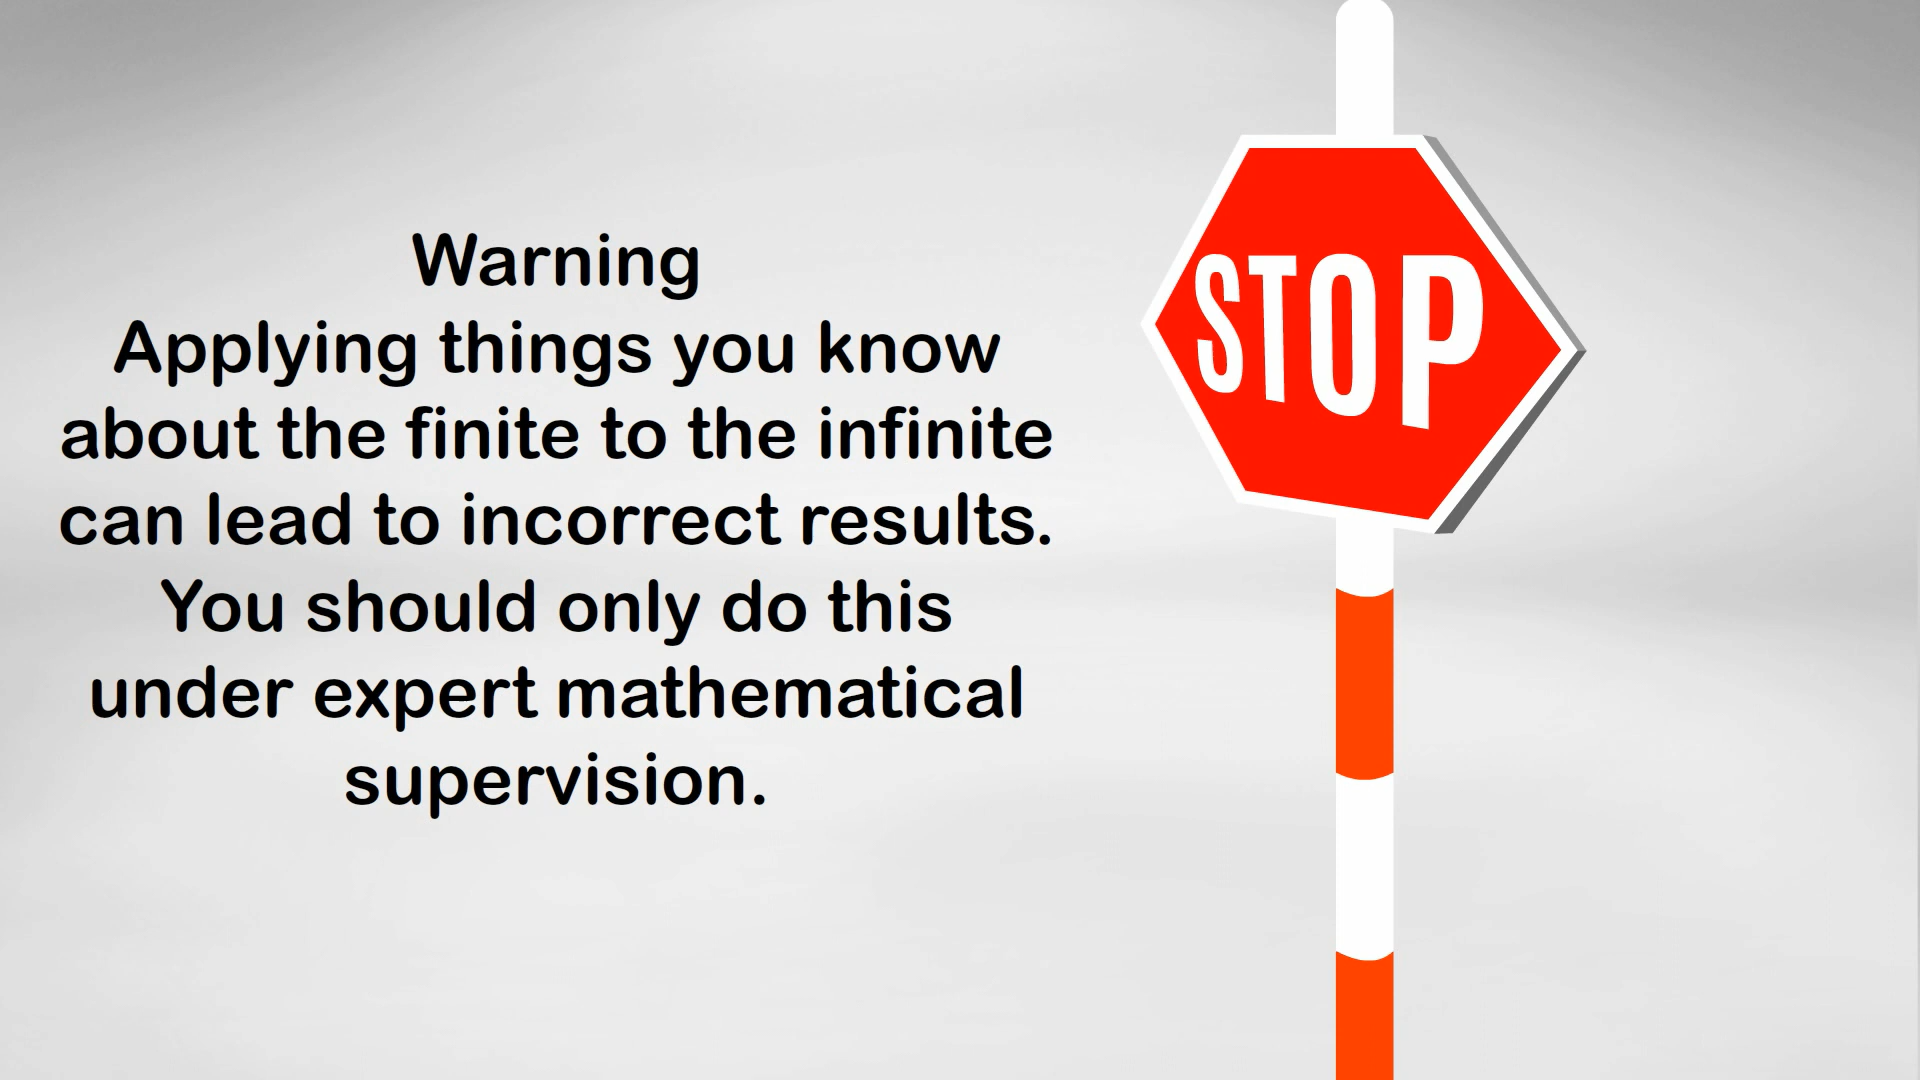 Warning
Applying things you know
about the finite to the infinite
can lead to incorrect results.
You should only do this
under expert mathematical
supervision.
STOP